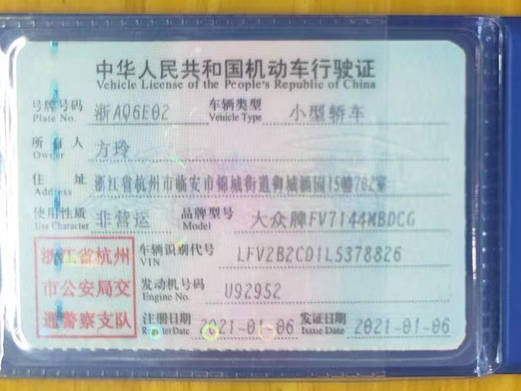 中华人民共和国机动车行驶证
Vehicle License of the People's Republic of China
号牌号码 浙AQ6E02 车辆类型 小型轿车
Plate No. Vehicle Type
所有人 方玲
Owner
住址 浙江省杭州市临安市锦城街道御城 园15幢702室
Address
使用性质 非营运 品牌型号 大众牌FV7144MBDCG
Use Character Model
浙江省杭州 车辆识别代号 LFV2B2CD1L5378826
VIN
市公安局交 发动机号码 U92952
Engine No.
通警察支队 注册日期 2021-01-06 发证日期 2021-01-06
Register Date Issue Date